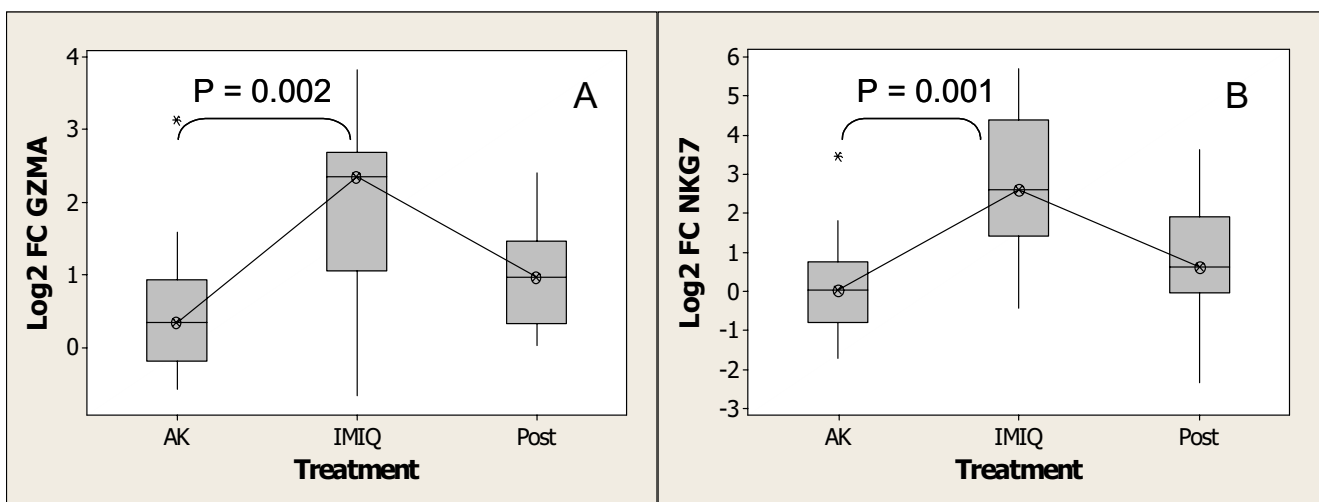 P = 0.002
A
Log2 FC GZMA
4
3
2
1
0
AK
IMIQ
Post
Treatment
P = 0.001
B
Log2 FC NKG7
6
5
4
3
2
1
0
-1
-2
-3
AK
IMIQ
Post
Treatment